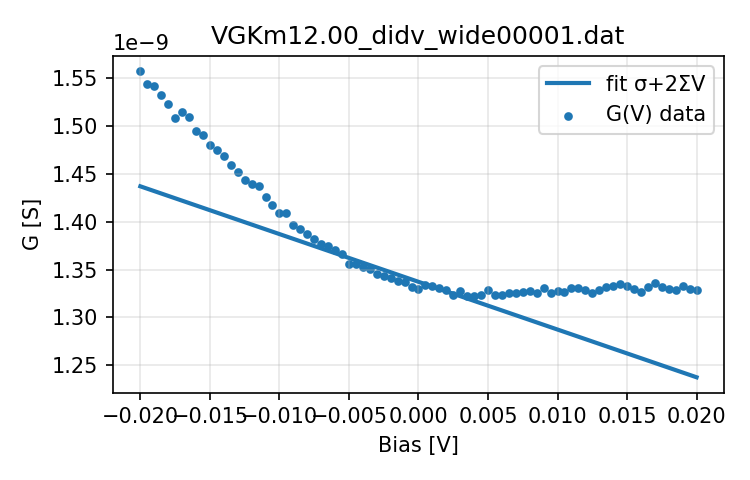 VGKm12.00_didv_wide00001.dat
1e−9
fit σ+2ΣV
G(V) data
1.55
1.50
1.45
1.40
1.35
1.30
1.25
G [S]
−0.020 −0.015 −0.010 −0.005 0.000 0.005 0.010 0.015 0.020
Bias [V]